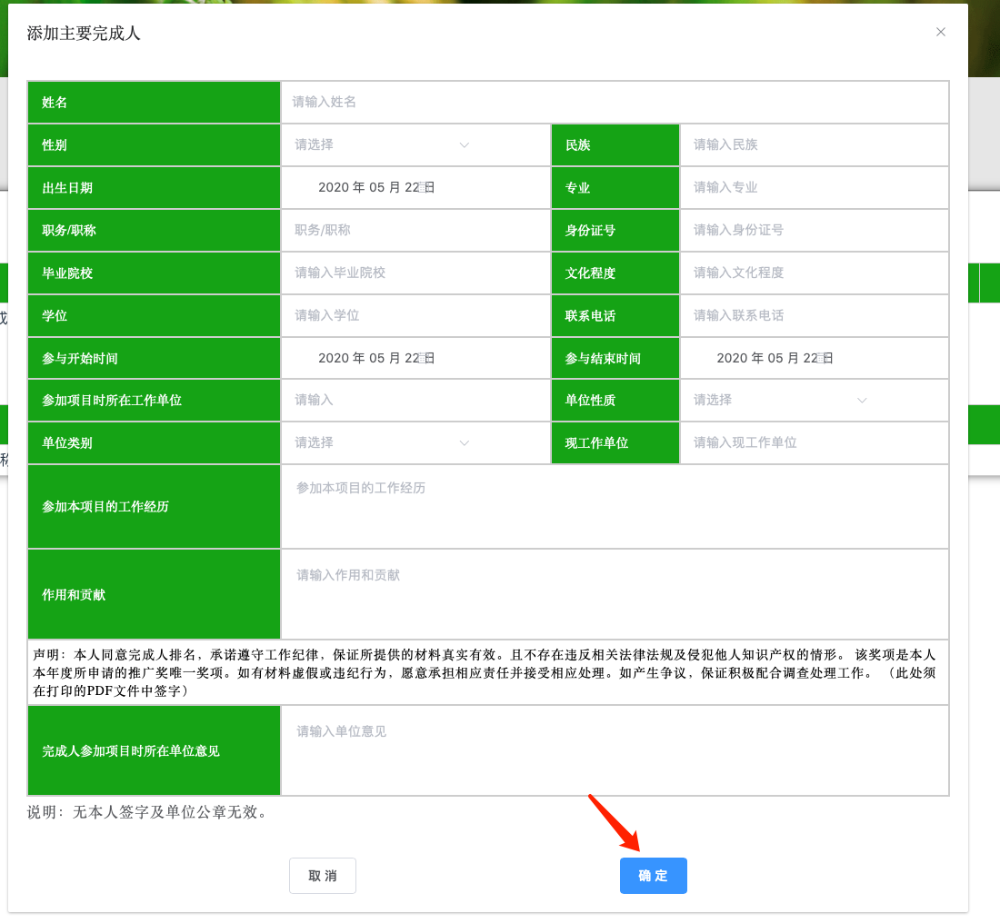 添加主要完成人
姓名 请输入姓名
性别 请选择 民族 请输入民族
出生日期 2020 年 05 月 22日 专业 请输入专业
职务/职称 职务/职称 身份证号 请输入身份证号
毕业院校 请输入毕业院校 文化程度 请输入文化程度
学位 请输入学位 联系电话 请输入联系电话
参与开始时间 2020 年 05 月 22日 参与结束时间 2020 年 05 月 22日
参加项目时所在工作单位 请输入 单位性质 请选择
单位类别 请选择 现工作单位 请输入现工作单位
参加本项目的工作经历 参加本项目的工作经历
作用和贡献 请输入作用和贡献
声明：本人同意完成人排名，承诺遵守工作纪律，保证所提供的材料真实有效。且不存在违反相关法律法规及侵犯他人知识产权的情形。 该奖项是本人
本年度所申请的推广奖唯一奖项。如有材料虚假或违纪行为，愿意承担相应责任并接受相应处理。如产生争议，保证积极配合调查处理工作。 （此处须
在打印的PDF文件中签字）
完成人参加项目时所在单位意见 请输入单位意见
说明：无本人签字及单位公章无效。
取 消 确 定